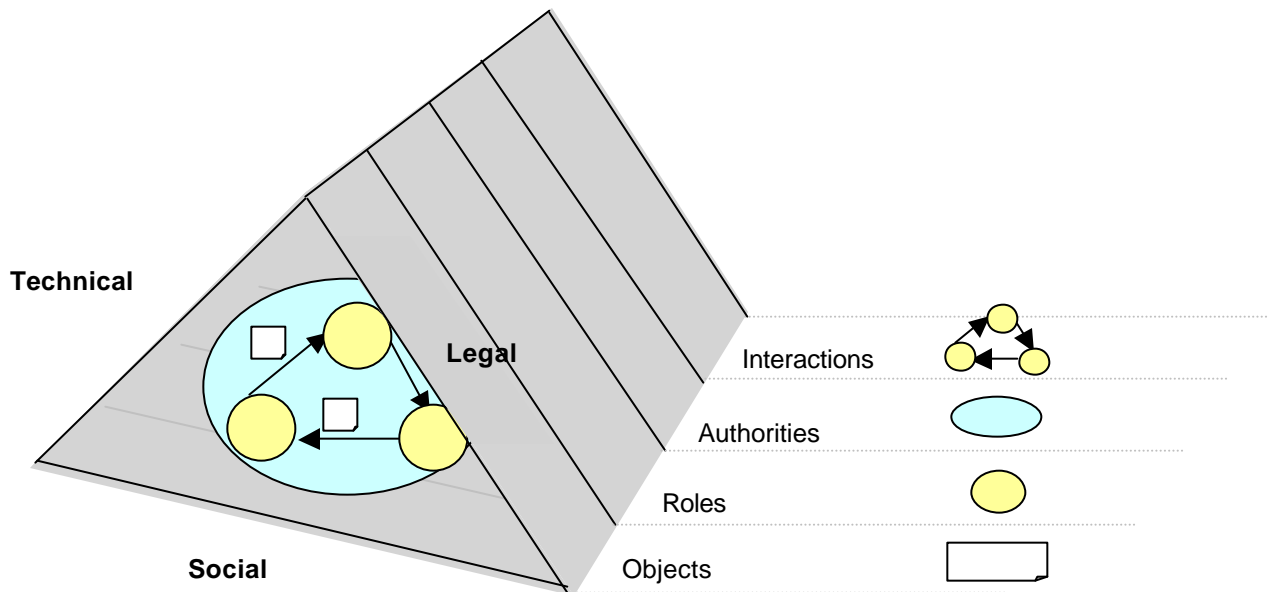 Technical
Legal
Interactions
Authorities
Roles
Social
Objects